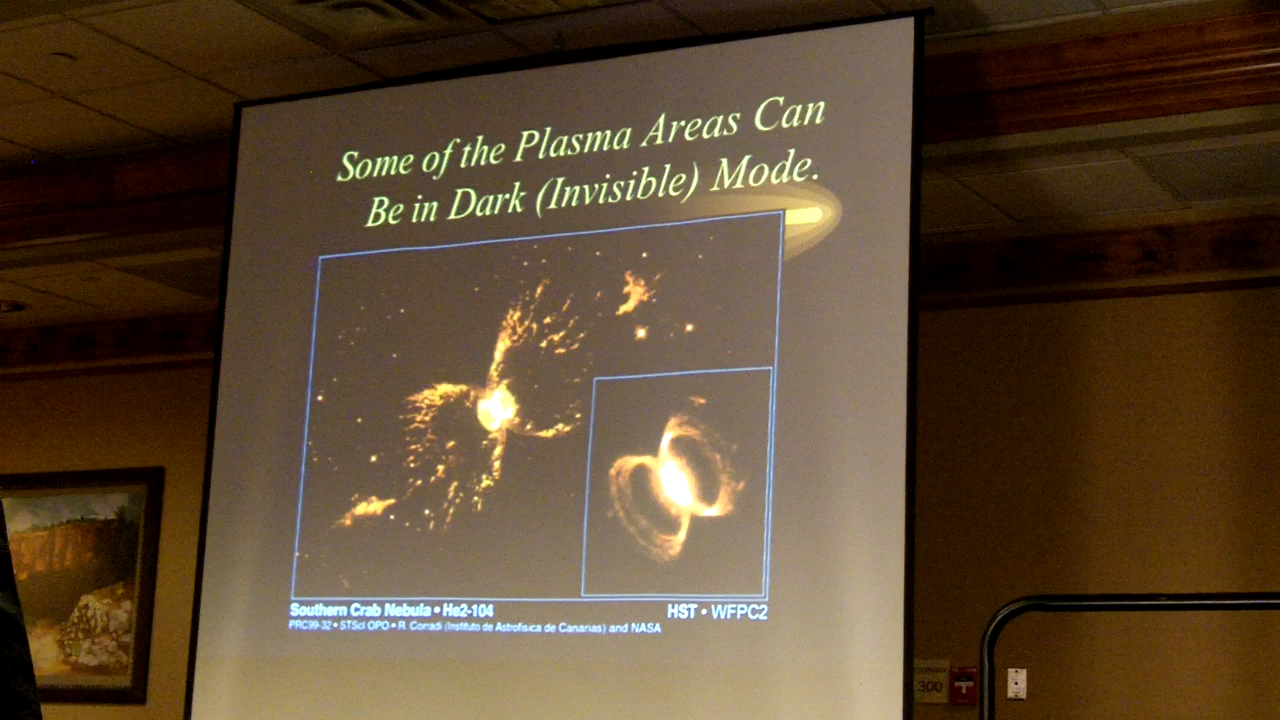 Some of the Plasma Areas Can
Be in Dark (Invisible) Mode.
Southern Crab Nebula • He2-104
HST • WFPC2
PRC99-32 • STScI OPO • R. Corradi (Instituto de Astrofisica de Canarias) and NASA
300